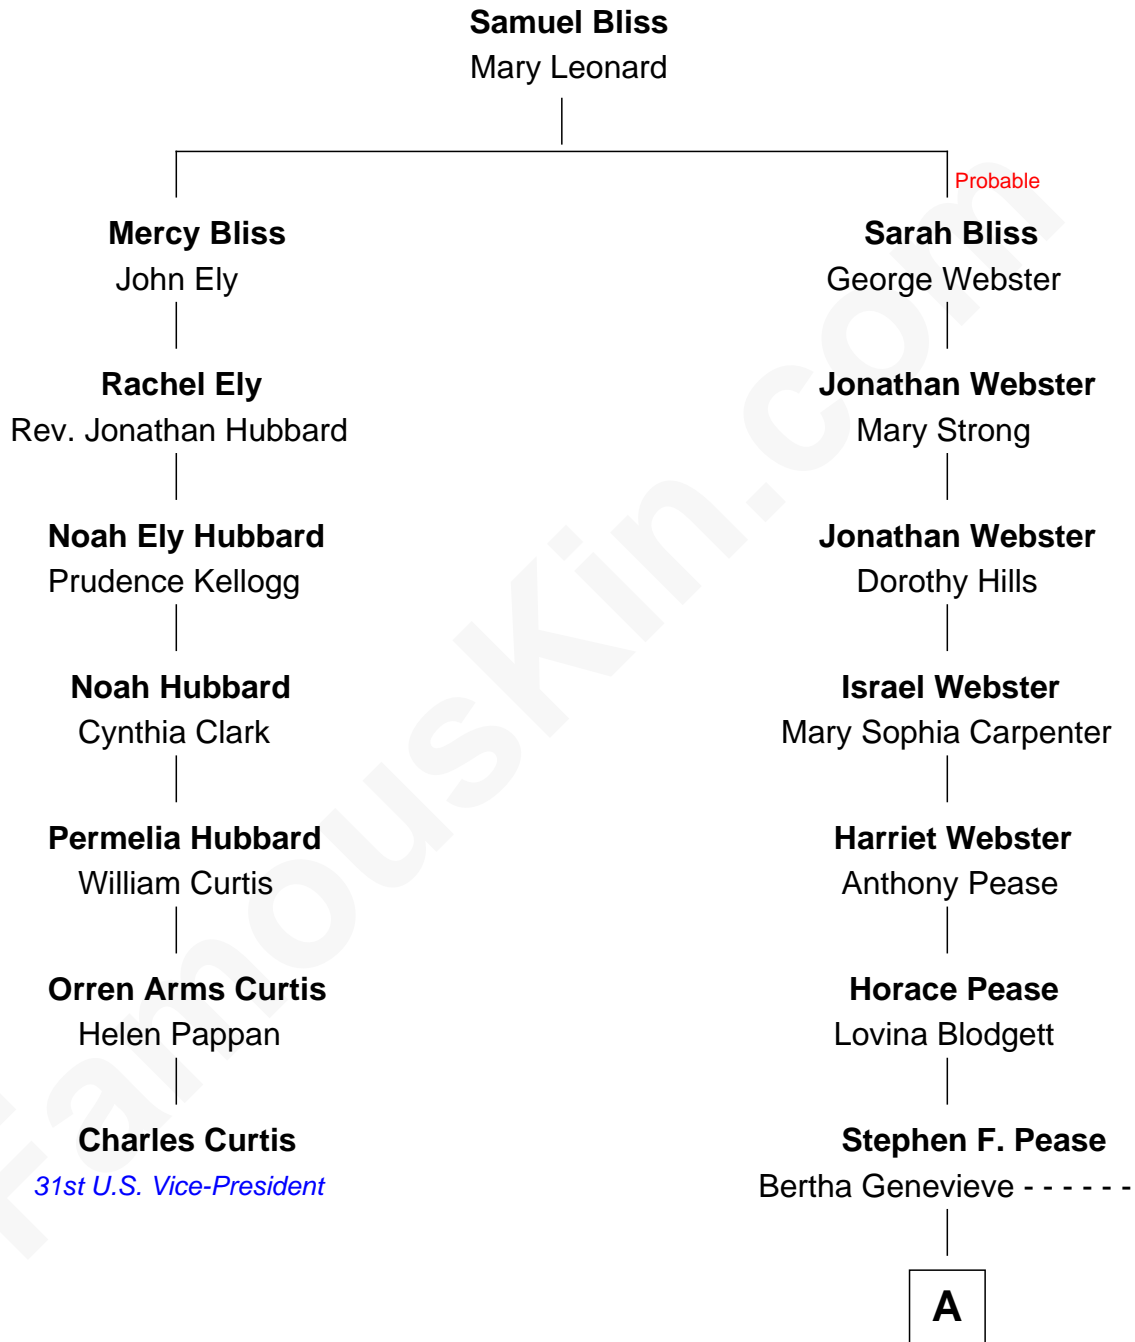 Samuel Bliss
Mary Leonard
Probable
Mercy Bliss
John Ely
Sarah Bliss
George Webster
Rachel Ely
Rev. Jonathan Hubbard
Jonathan Webster
Mary Strong
Noah Ely Hubbard
Prudence Kellogg
Jonathan Webster
Dorothy Hills
Noah Hubbard
Cynthia Clark
Israel Webster
Mary Sophia Carpenter
Permelia Hubbard
William Curtis
Harriet Webster
Anthony Pease
Orren Arms Curtis
Helen Pappan
Horace Pease
Lovina Blodgett
Charles Curtis
31st U.S. Vice-President
Stephen F. Pease
Bertha Genevieve - - - - - -
A
FamousKin.com